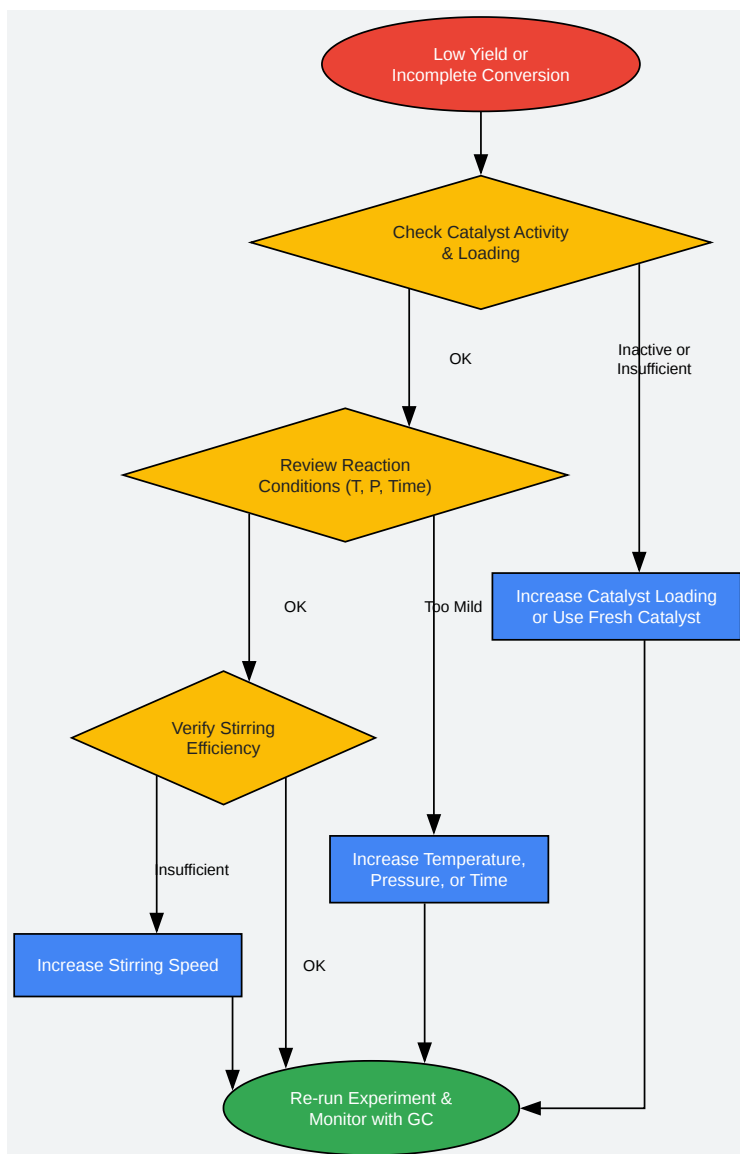 Low Yield or
Incomplete Conversion
Check Catalyst Activity
& Loading
OK
Inactive or
Insufficient
Review Reaction
Conditions (T, P, Time)
OK
Too Mild
Increase Catalyst Loading
or Use Fresh Catalyst
Verify Stirring
Efficiency
Insufficient
Increase Temperature,
Pressure, or Time
Increase Stirring Speed
OK
Re-run Experiment &
Monitor with GC